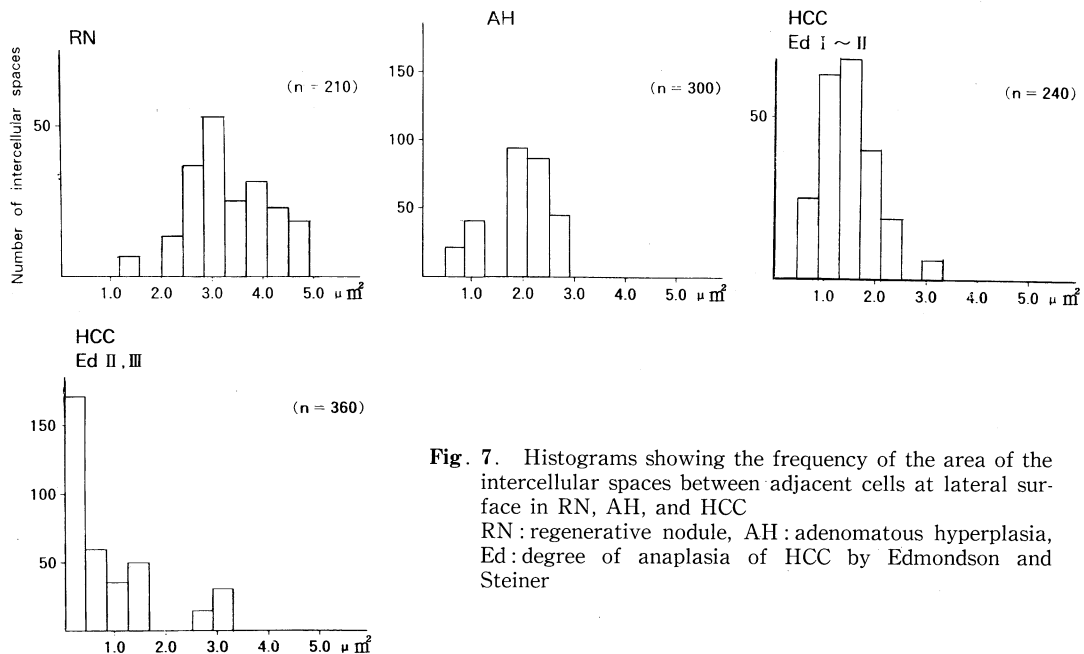 RN
Number of intercellular spaces
(n = 210)
50
1.0 2.0 3.0 4.0 5.0 μm²
AH
(n = 300)
150
100
50
1.0 2.0 3.0 4.0 5.0 μm²
HCC
Ed Ⅰ ~ Ⅱ
(n = 240)
50
1.0 2.0 3.0 4.0 5.0 μm²
HCC
Ed Ⅱ, Ⅲ
(n = 360)
150
100
50
1.0 2.0 3.0 4.0 5.0 μm²
Fig. 7. Histograms showing the frequency of the area of the
intercellular spaces between adjacent cells at lateral sur-
face in RN, AH, and HCC
RN : regenerative nodule, AH : adenomatous hyperplasia,
Ed : degree of anaplasia of HCC by Edmondson and
Steiner